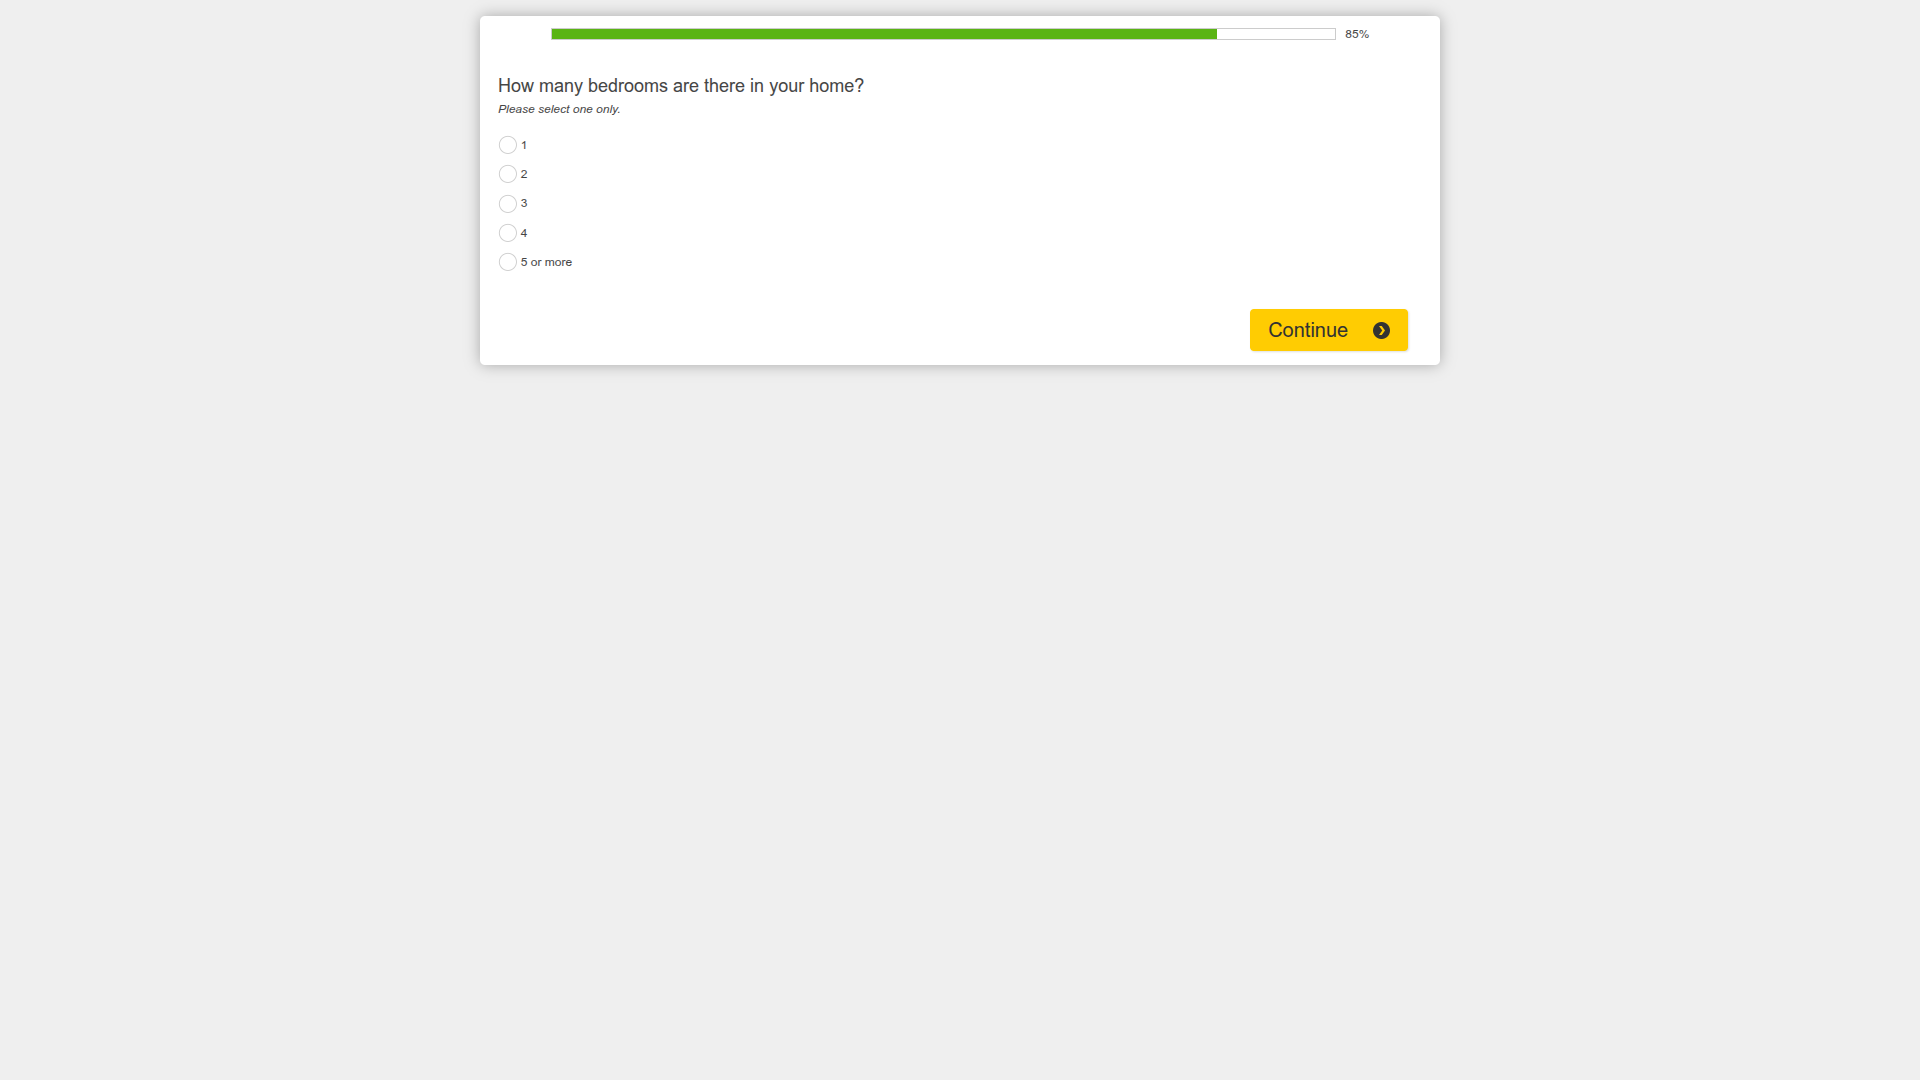 85%
How many bedrooms are there in your home?
Please select one only.
1
2
3
4
5 or more
Continue